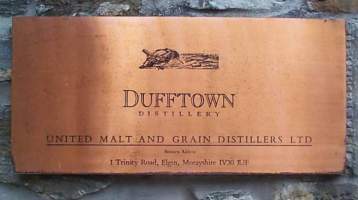 DUFFTOWN
DISTILLERY
UNITED MALT AND GRAIN DISTILLERS LTD
1 Trinity Road, Elgin, Morayshire IV30 1UF